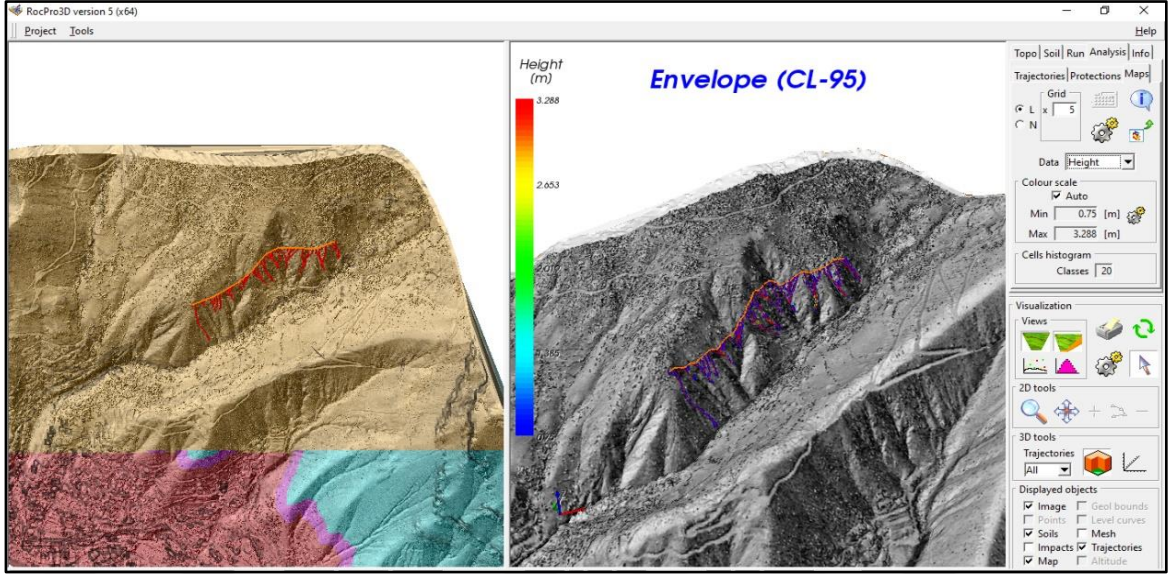 RocPro3D version 5 (x64)
Project Tools Help
Height
(m)
3.288
2.653
Envelope (CL-95)
Topo Soil Run Analysis Info
Trajectories Protections Maps
Grid
L x 5
N
Data Height
Colour scale
Auto
Min 0.75 [m]
Max 3.288 [m]
Cells histogram
Classes 20
Visualization
Views
2D tools
3D tools
Trajectories
All
Displayed objects
Image Geol bounds
Points Level curves
Soils Mesh
Impacts Trajectories
Map Altitude